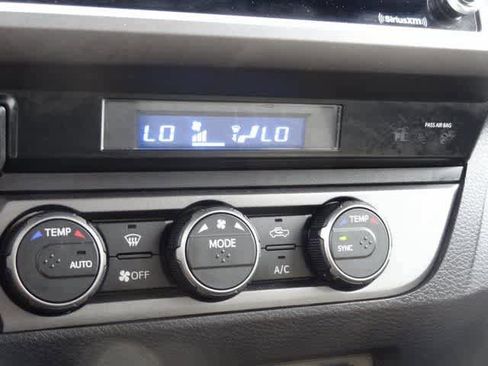 SiriusXM
LO LO
PASS AIR BAG
TEMP
AUTO
OFF
MODE
A/C
TEMP
SYNC